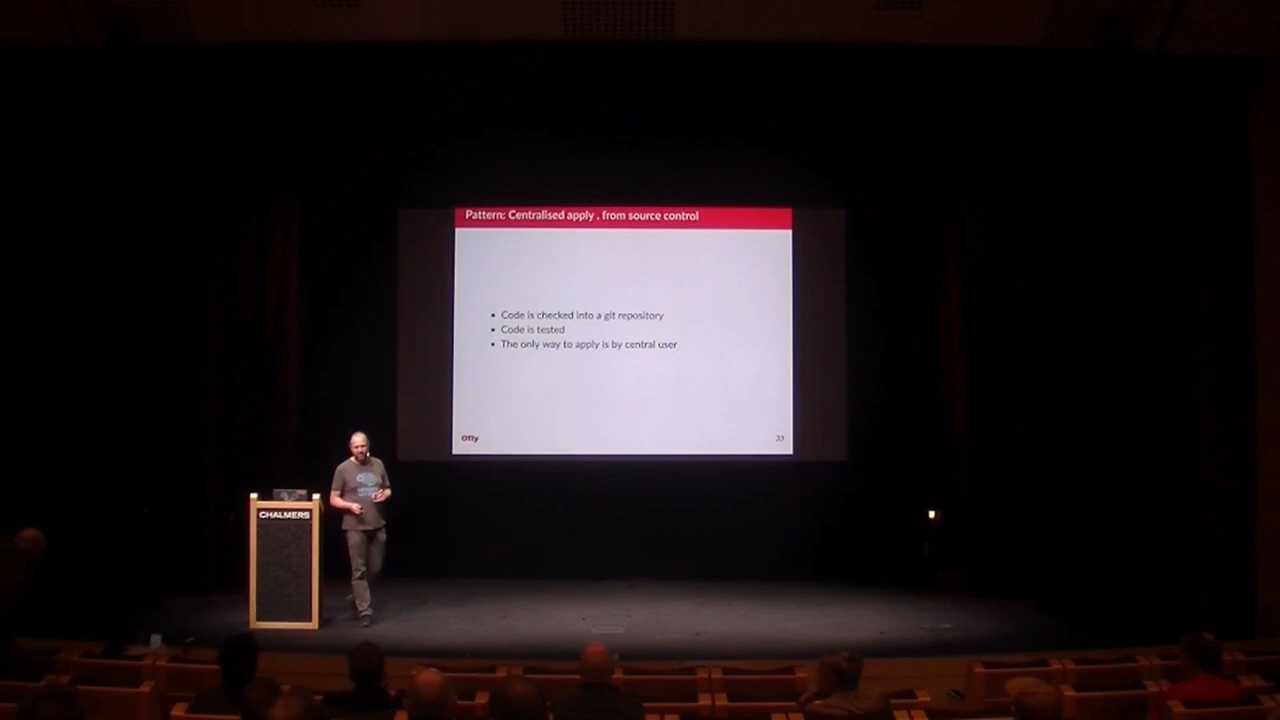 Pattern: Centralised apply , from source control
• Code is checked into a git repository
• Code is tested
• The only way to apply is by central user
33
CHALMERS